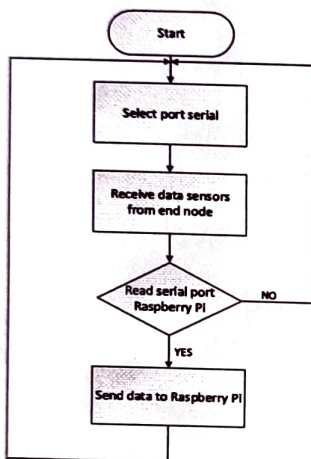 Start
Select port serial
Receive data sensors
from end node
Read serial port
Raspberry Pi
NO
YES
Send data to Raspberry Pi